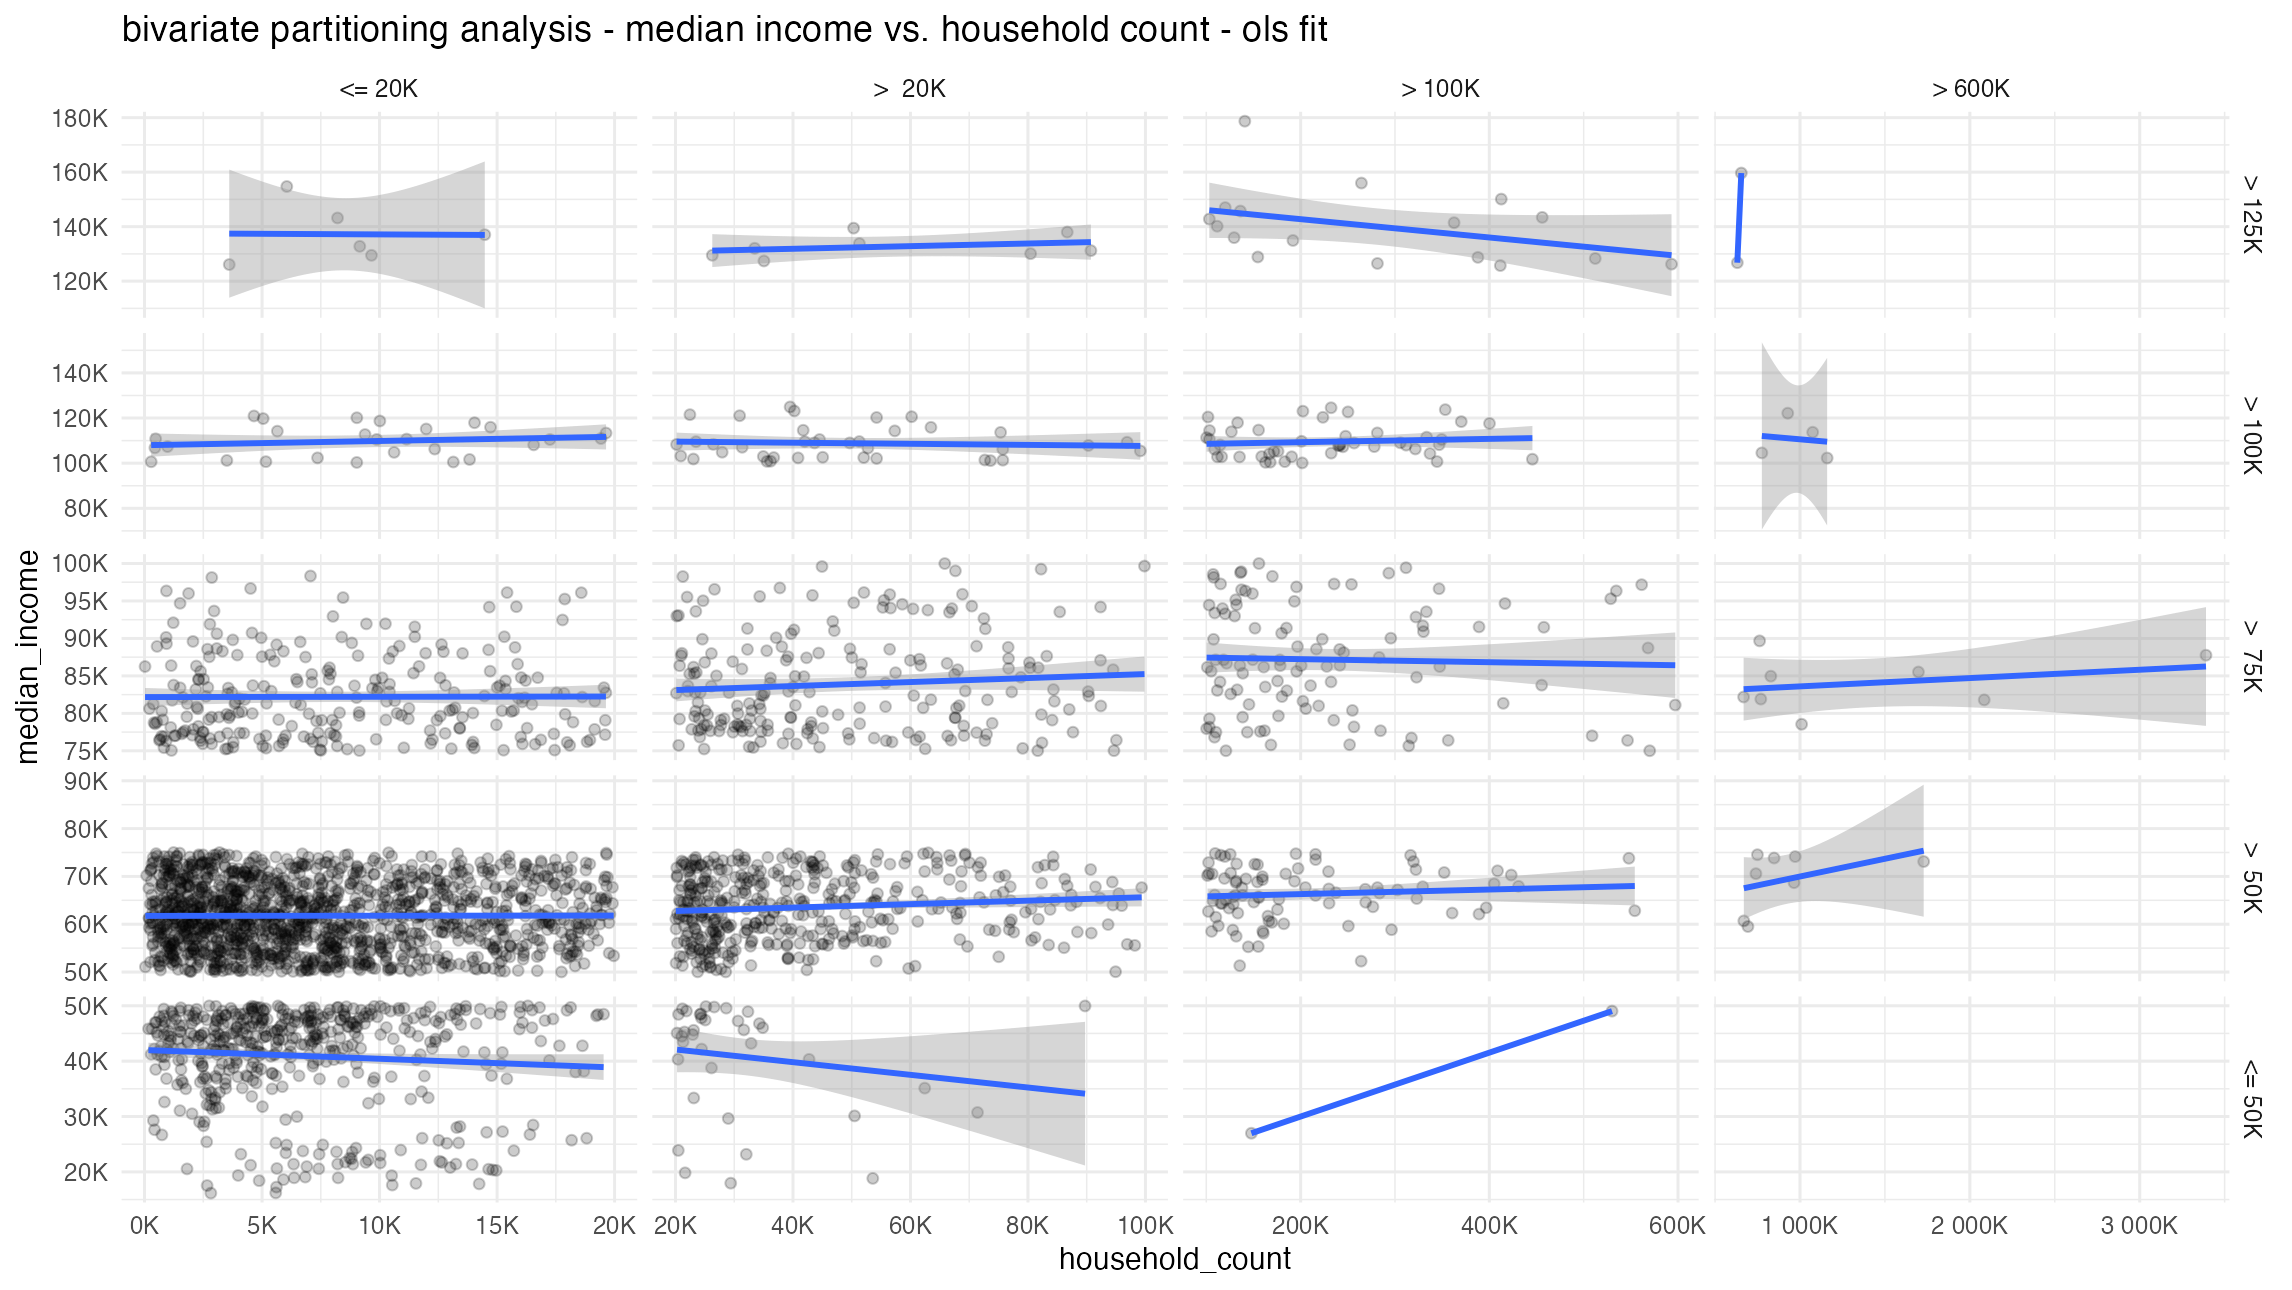 bivariate partitioning analysis - median income vs. household count - ols fit
<= 20K
>  20K
> 100K
> 600K
180K
160K
140K
120K
> 125K
140K
120K
100K
80K
> 100K
median_income
100K
95K
90K
85K
80K
75K
> 75K
90K
80K
70K
60K
50K
> 50K
50K
40K
30K
20K
<= 50K
0K 5K 10K 15K 20K
20K 40K 60K 80K 100K
200K 400K 600K
1 000K 2 000K 3 000K
household_count